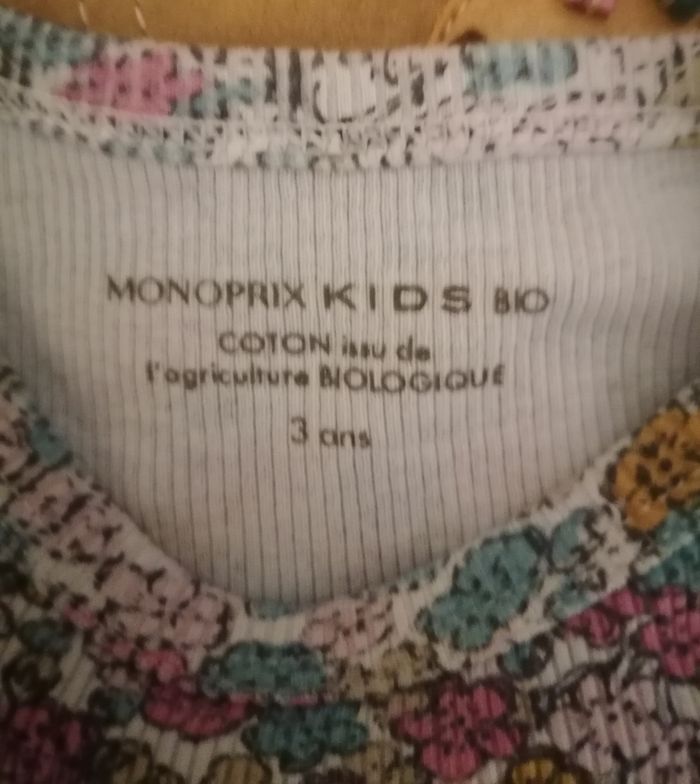 MONOPRIX KIDS BIO
COTON issu de
l'agriculture BIOLOGIQUE
3 ans